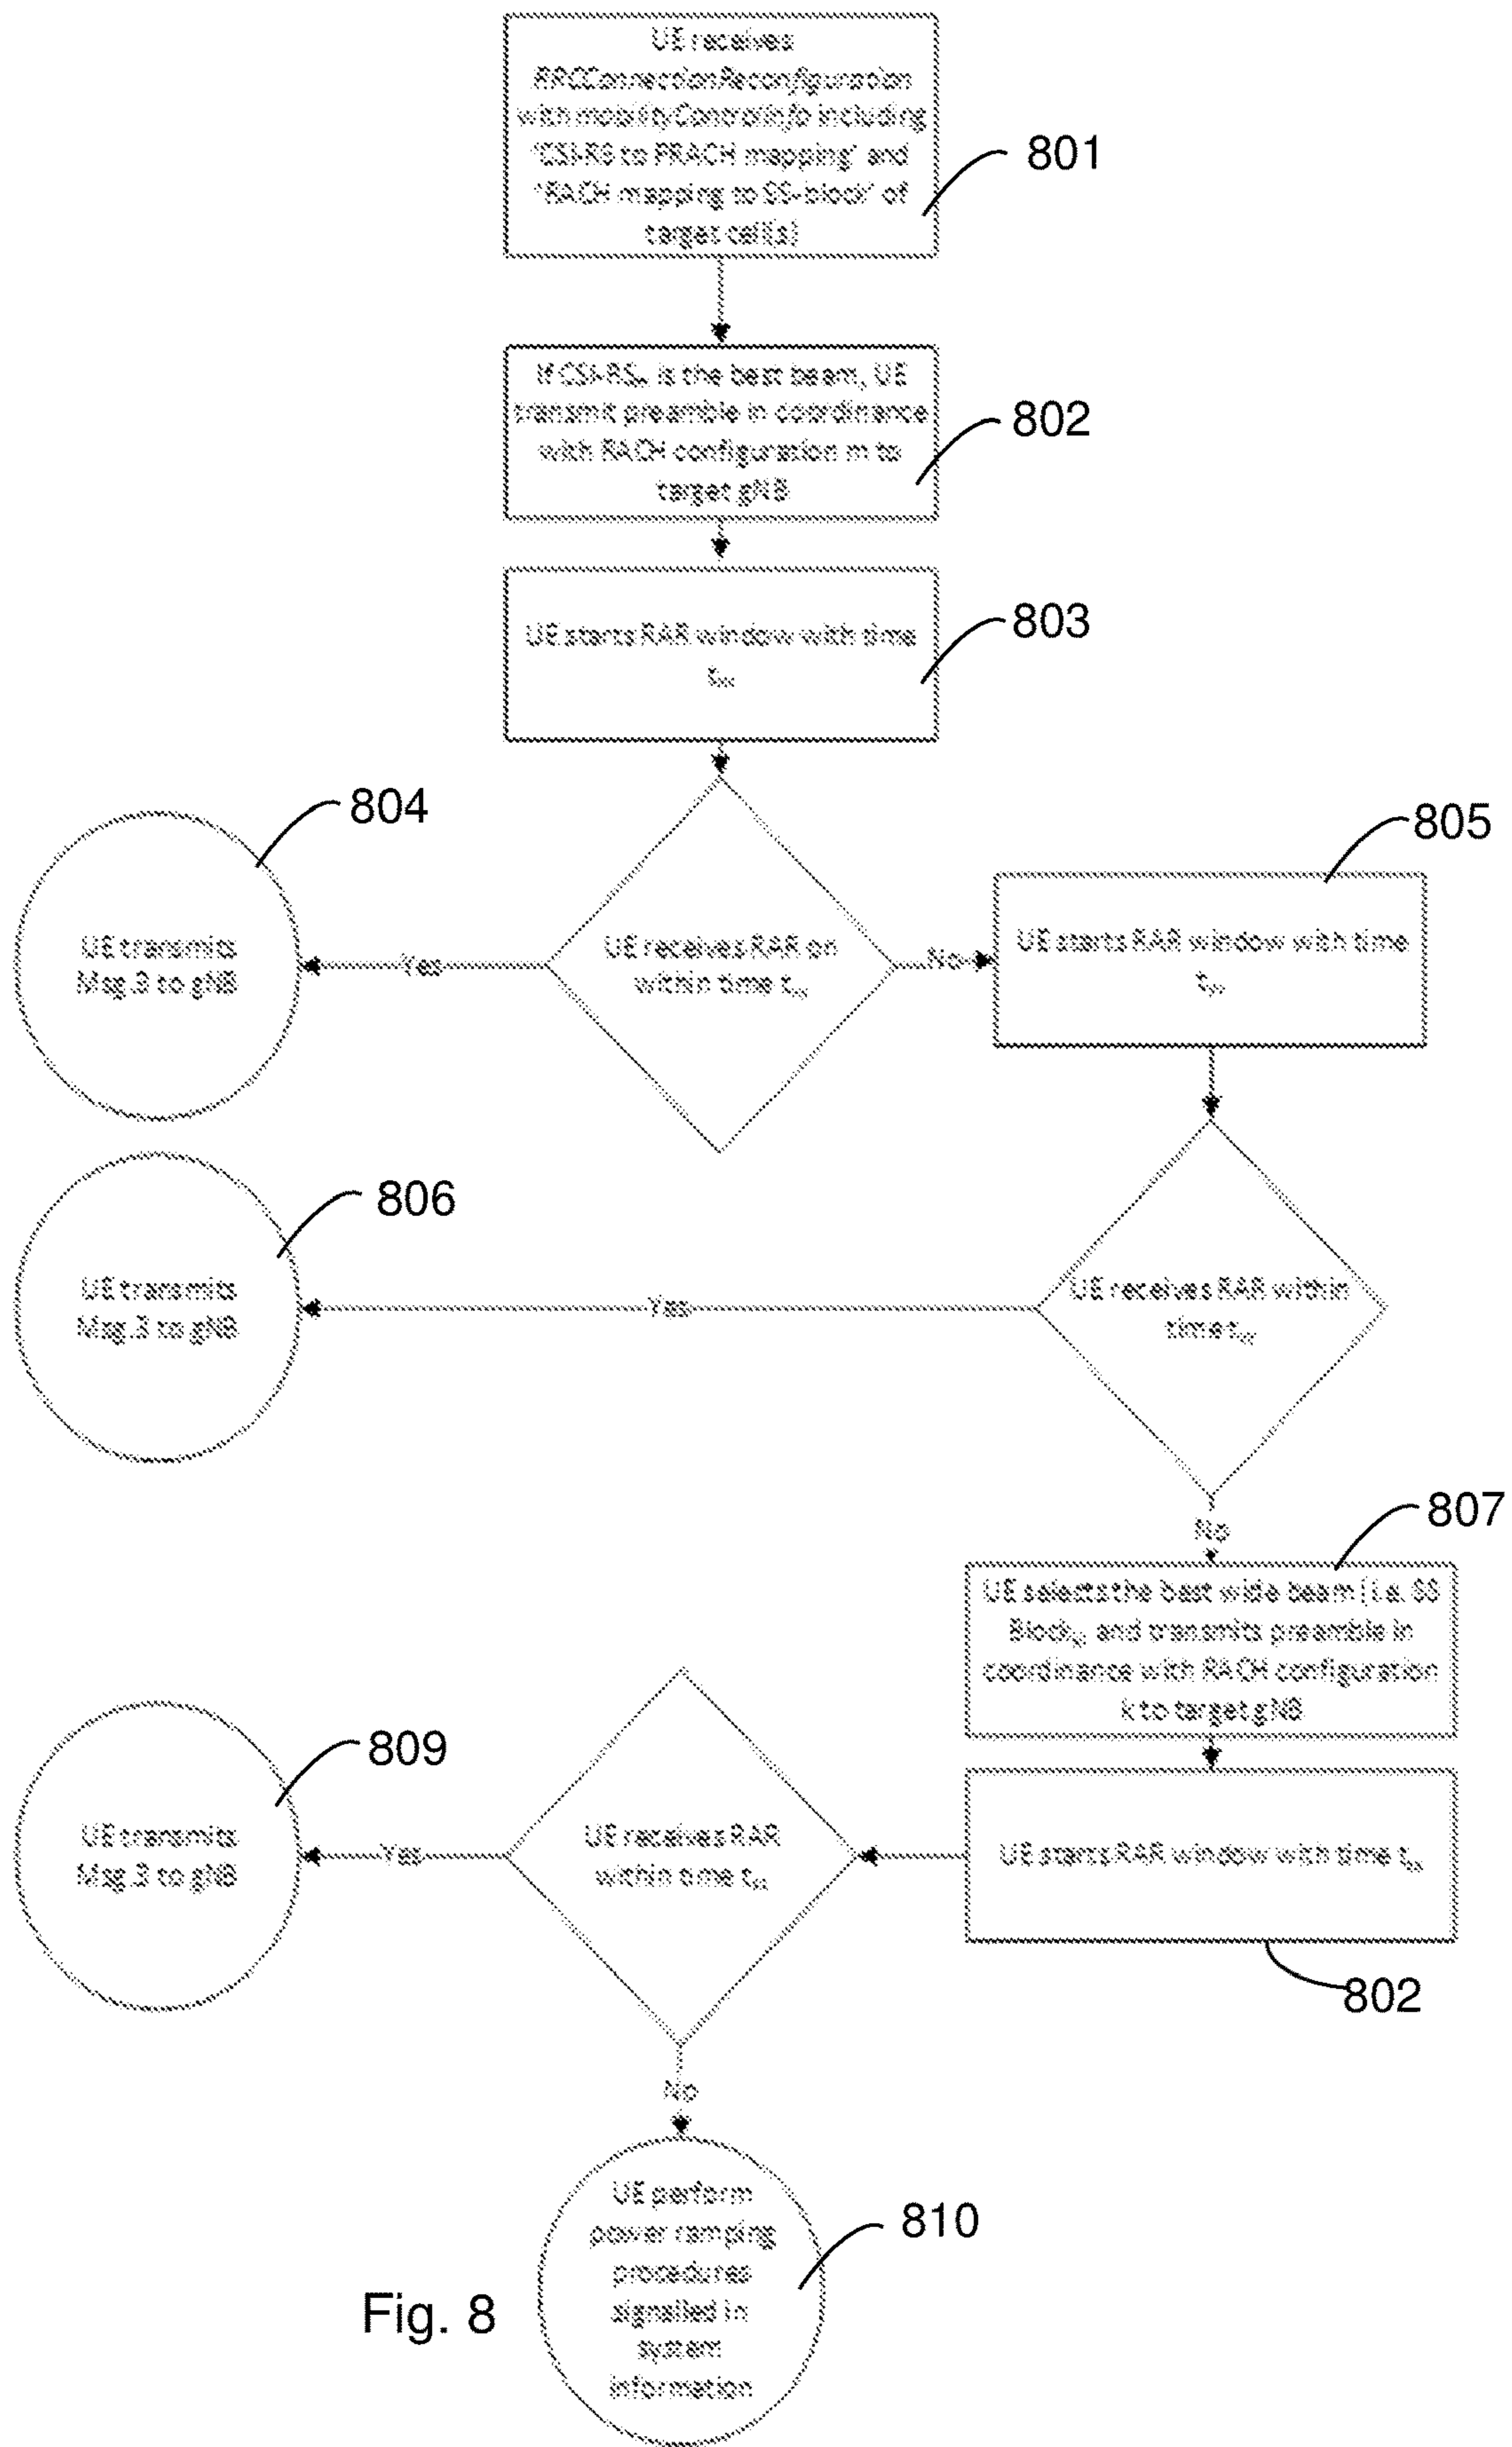 UE receives
RRCConnectionReconfiguration
with mobilityControlInfo including
'CSI-RS to PRACH mapping' and
'RACH mapping to SS-block' of
target cell(s)
801
If CSI-RS is the best beam, UE
transmit preamble in coordinance
with RACH configuration m to
target gNB
802
UE starts RAR window with time
803
804
805
UE transmits
Msg.3 to gNB
Yes
UE receives RAR on
within time
No
UE starts RAR window with time
806
UE transmits
Msg.3 to gNB
Yes
UE receives RAR within
time
No
807
UE selects the best wide beam (i.e. SS
Block and transmits preamble in
coordinance with RACH configuration
k to target gNB
809
UE transmits
Msg.3 to gNB
Yes
UE receives RAR
within time
UE starts RAR window with time
802
No
UE perform
power ramping
procedures
signalled in
system
information
810
Fig. 8